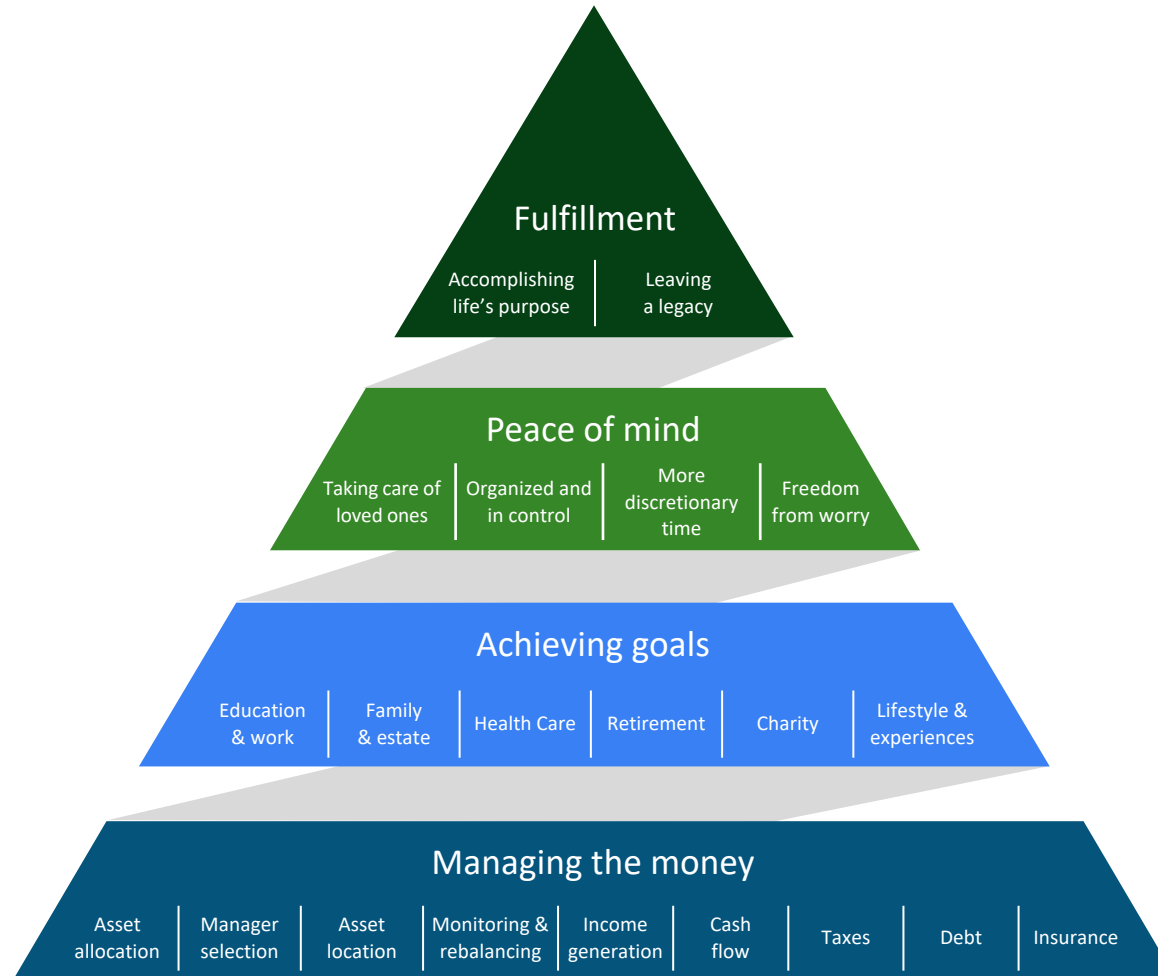 Fulfillment
Accomplishing
life’s purpose
Leaving
a legacy
Peace of mind
Taking care of
loved ones
Organized and
in control
More
discretionary
time
Freedom
from worry
Achieving goals
Education
& work
Family
& estate
Health Care
Retirement
Charity
Lifestyle &
experiences
Managing the money
Asset
allocation
Manager
selection
Asset
location
Monitoring &
rebalancing
Income
generation
Cash
flow
Taxes
Debt
Insurance